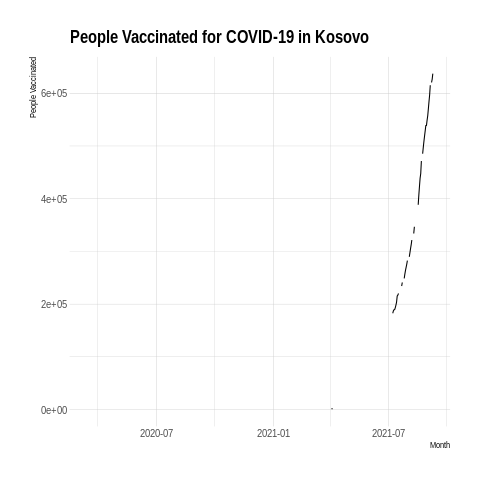 People Vaccinated for COVID-19 in Kosovo
People Vaccinated
6e+05
4e+05
2e+05
0e+00
2020-07 2021-01 2021-07
Month